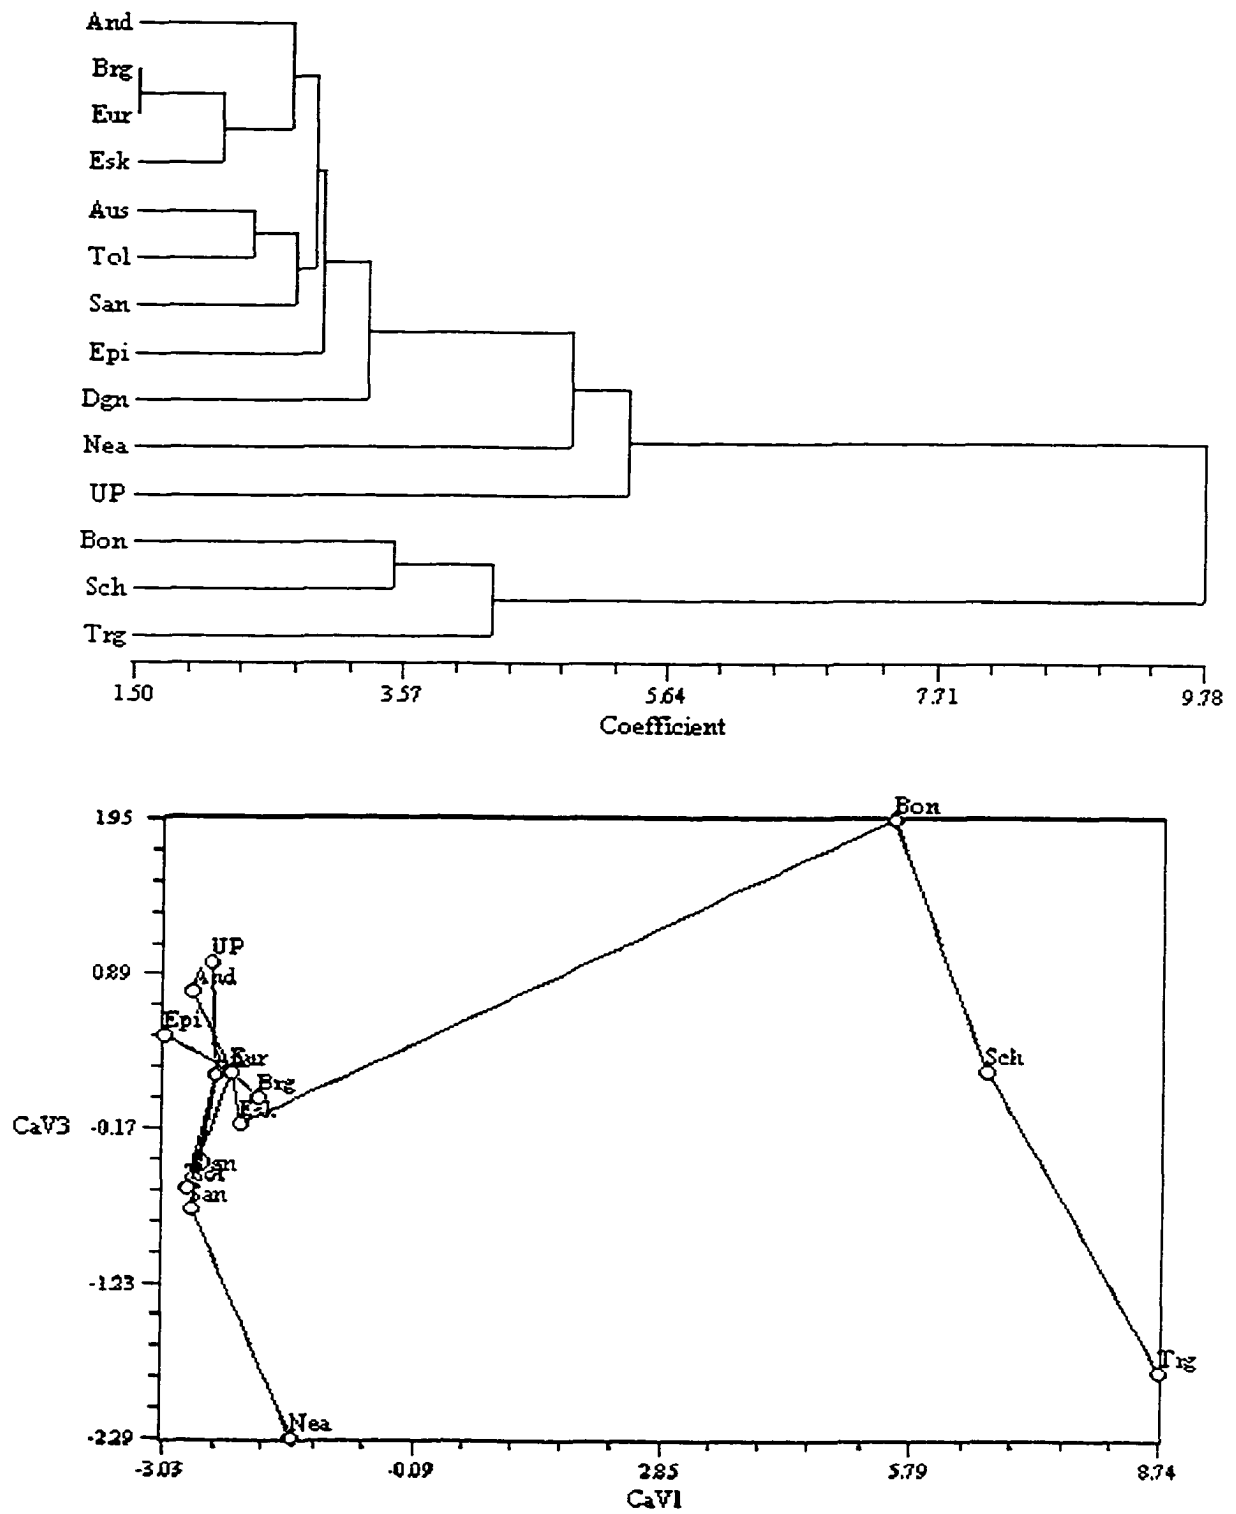 And
Brg
Eur
Esk
Aus
Tol
San
Epi
Dgn
Nea
UP
Bon
Sch
Trg
1.50 3.57 5.64 7.71 9.78
Coefficient
Bon
1.95
UP
0.89
And
Epi
Eur
Sch
Brg
Esk
CaV3
-0.17
Dgn
Tol
San
-1.23
Trg
Nea
-2.29
-3.03 -0.09 2.85 5.79 8.74
CaV1